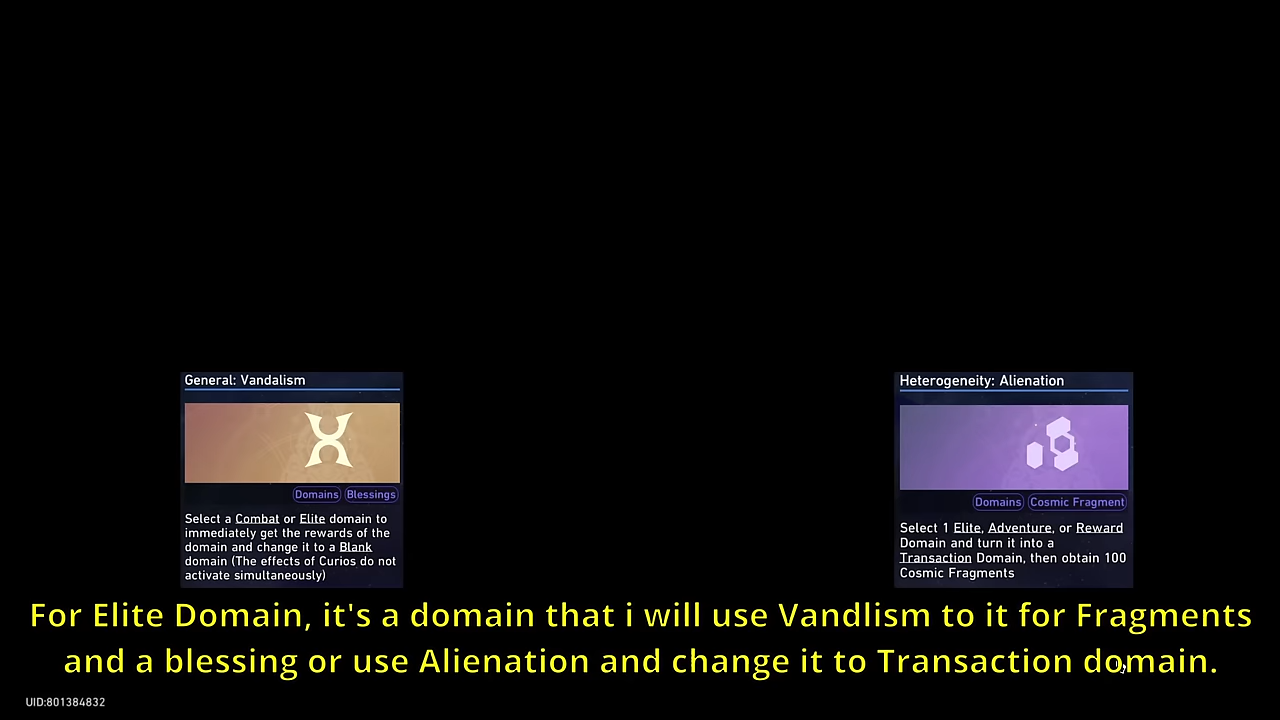 General: Vandalism
Domains Blessings
Select a Combat or Elite domain to
immediately get the rewards of the
domain and change it to a Blank
domain (The effects of Curios do not
activate simultaneously)
Heterogeneity: Alienation
Domains Cosmic Fragment
Select 1 Elite, Adventure, or Reward
Domain and turn it into a
Transaction Domain, then obtain 100
Cosmic Fragments
For Elite Domain, it's a domain that i will use Vandlism to it for Fragments
and a blessing or use Alienation and change it to Transaction domain.
UID:801384832